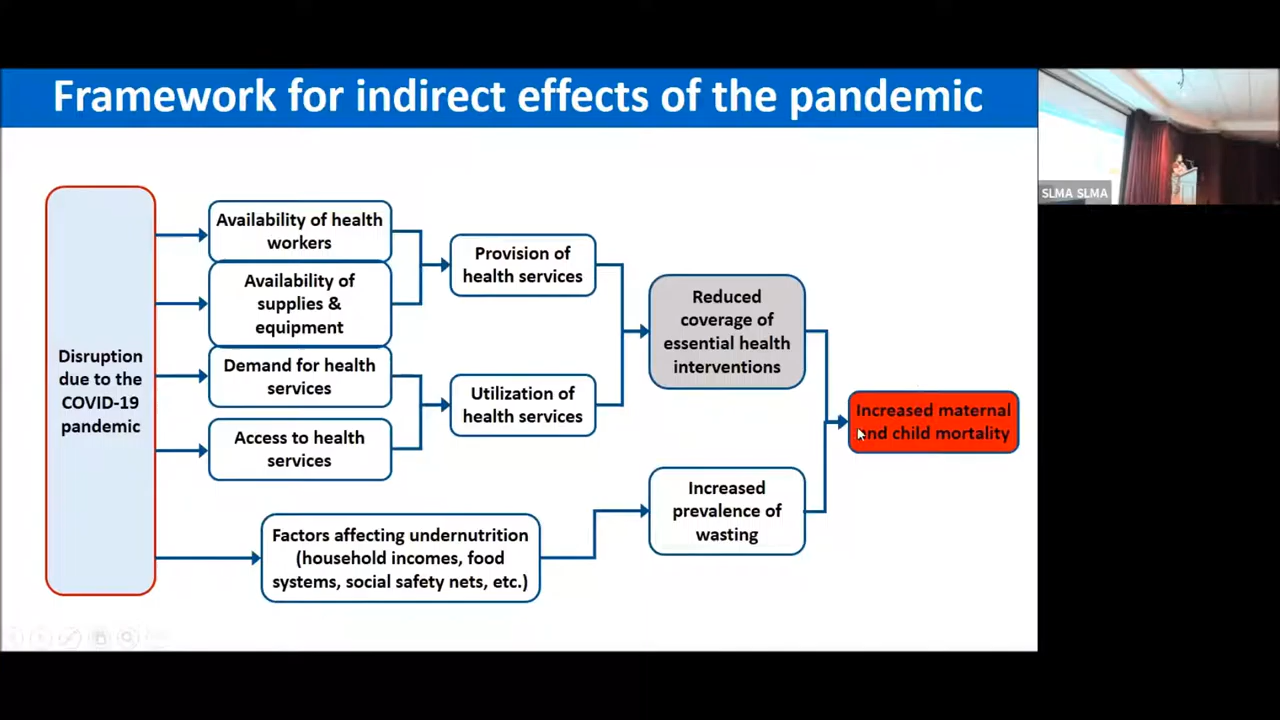 Framework for indirect effects of the pandemic
SLMA SLMA
Disruption
due to the
COVID-19
pandemic
Availability of health
workers
Availability of
supplies &
equipment
Demand for health
services
Access to health
services
Factors affecting undernutrition
(household incomes, food
systems, social safety nets, etc.)
Provision of
health services
Utilization of
health services
Reduced
coverage of
essential health
interventions
Increased
prevalence of
wasting
Increased maternal
and child mortality